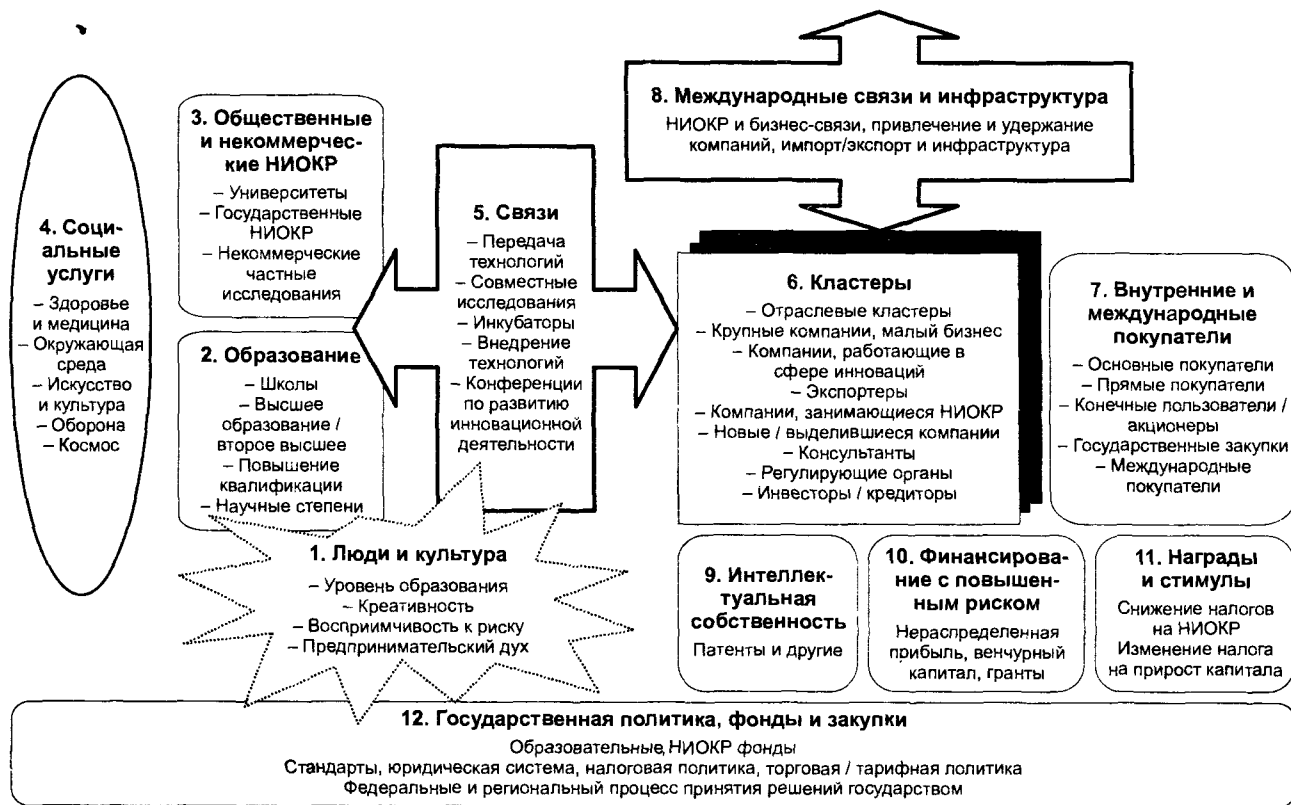 8. Международные связи и инфраструктура
НИОКР и бизнес-связи, привлечение и удержание
компаний, импорт/экспорт и инфраструктура
3. Общественные
и некоммерчес-
кие НИОКР
– Университеты
– Государственные
НИОКР
– Некоммерческие
частные
исследования
4. Соци-
альные
услуги
– Здоровье
и медицина
– Окружающая
среда
– Искусство
и культура
– Оборона
– Космос
5. Связи
– Передача
технологий
– Совместные
исследования
– Инкубаторы
– Внедрение
технологий
– Конференции
по развитию
инновационной
деятельности
6. Кластеры
– Отраслевые кластеры
– Крупные компании, малый бизнес
– Компании, работающие в
сфере инноваций
– Экспортеры
– Компании, занимающиеся НИОКР
– Новые / выделившиеся компании
– Консультанты
– Регулирующие органы
– Инвесторы / кредиторы
7. Внутренние и
международные
покупатели
– Основные покупатели
– Прямые покупатели
– Конечные пользователи /
акционеры
– Государственные закупки
– Международные
покупатели
2. Образование
– Школы
– Высшее
образование /
второе высшее
– Повышение
квалификации
– Научные степени
1. Люди и культура
– Уровень образования
– Креативность
– Восприимчивость к риску
– Предпринимательский дух
9. Интеллек-
туальная
собственность
Патенты и другие
10. Финансирова-
ние с повышен-
ным риском
Нераспределенная
прибыль, венчурный
капитал, гранты
11. Награды
и стимулы
Снижение налогов
на НИОКР
Изменение налога
на прирост капитала
12. Государственная политика, фонды и закупки
Образовательные, НИОКР фонды
Стандарты, юридическая система, налоговая политика, торговая / тарифная политика
Федеральные и региональный процесс принятия решений государством